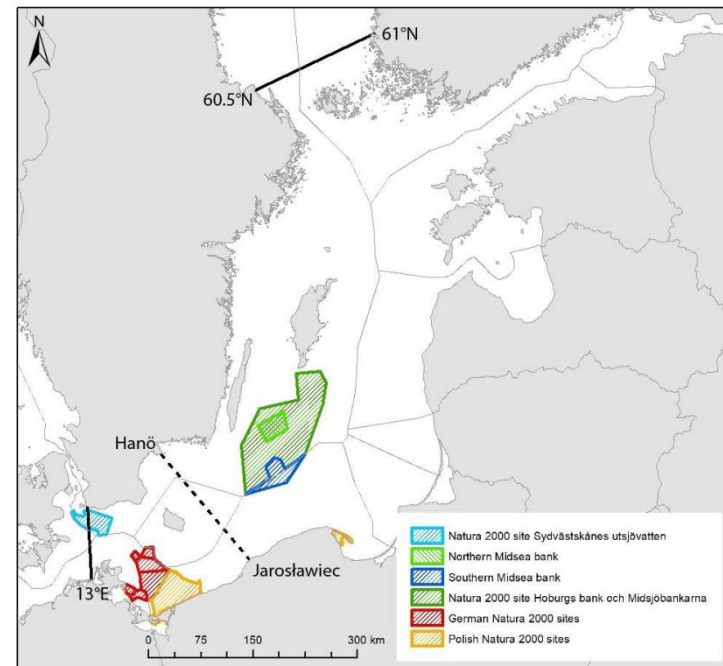 N
61°N
60.5°N
Hanö
Jarosławiec
13°E
0 75 150 300 km
Natura 2000 site Sydvästskånes utsjövatten
Northern Midsea bank
Southern Midsea bank
Natura 2000 site Hoburgs bank och Midsjöbankarna
German Natura 2000 sites
Polish Natura 2000 sites